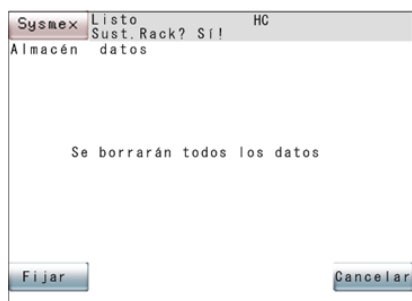 Sysmex Listo HC
Sust.Rack? Sí!
Almacén datos
Se borrarán todos los datos
Fijar Cancelar